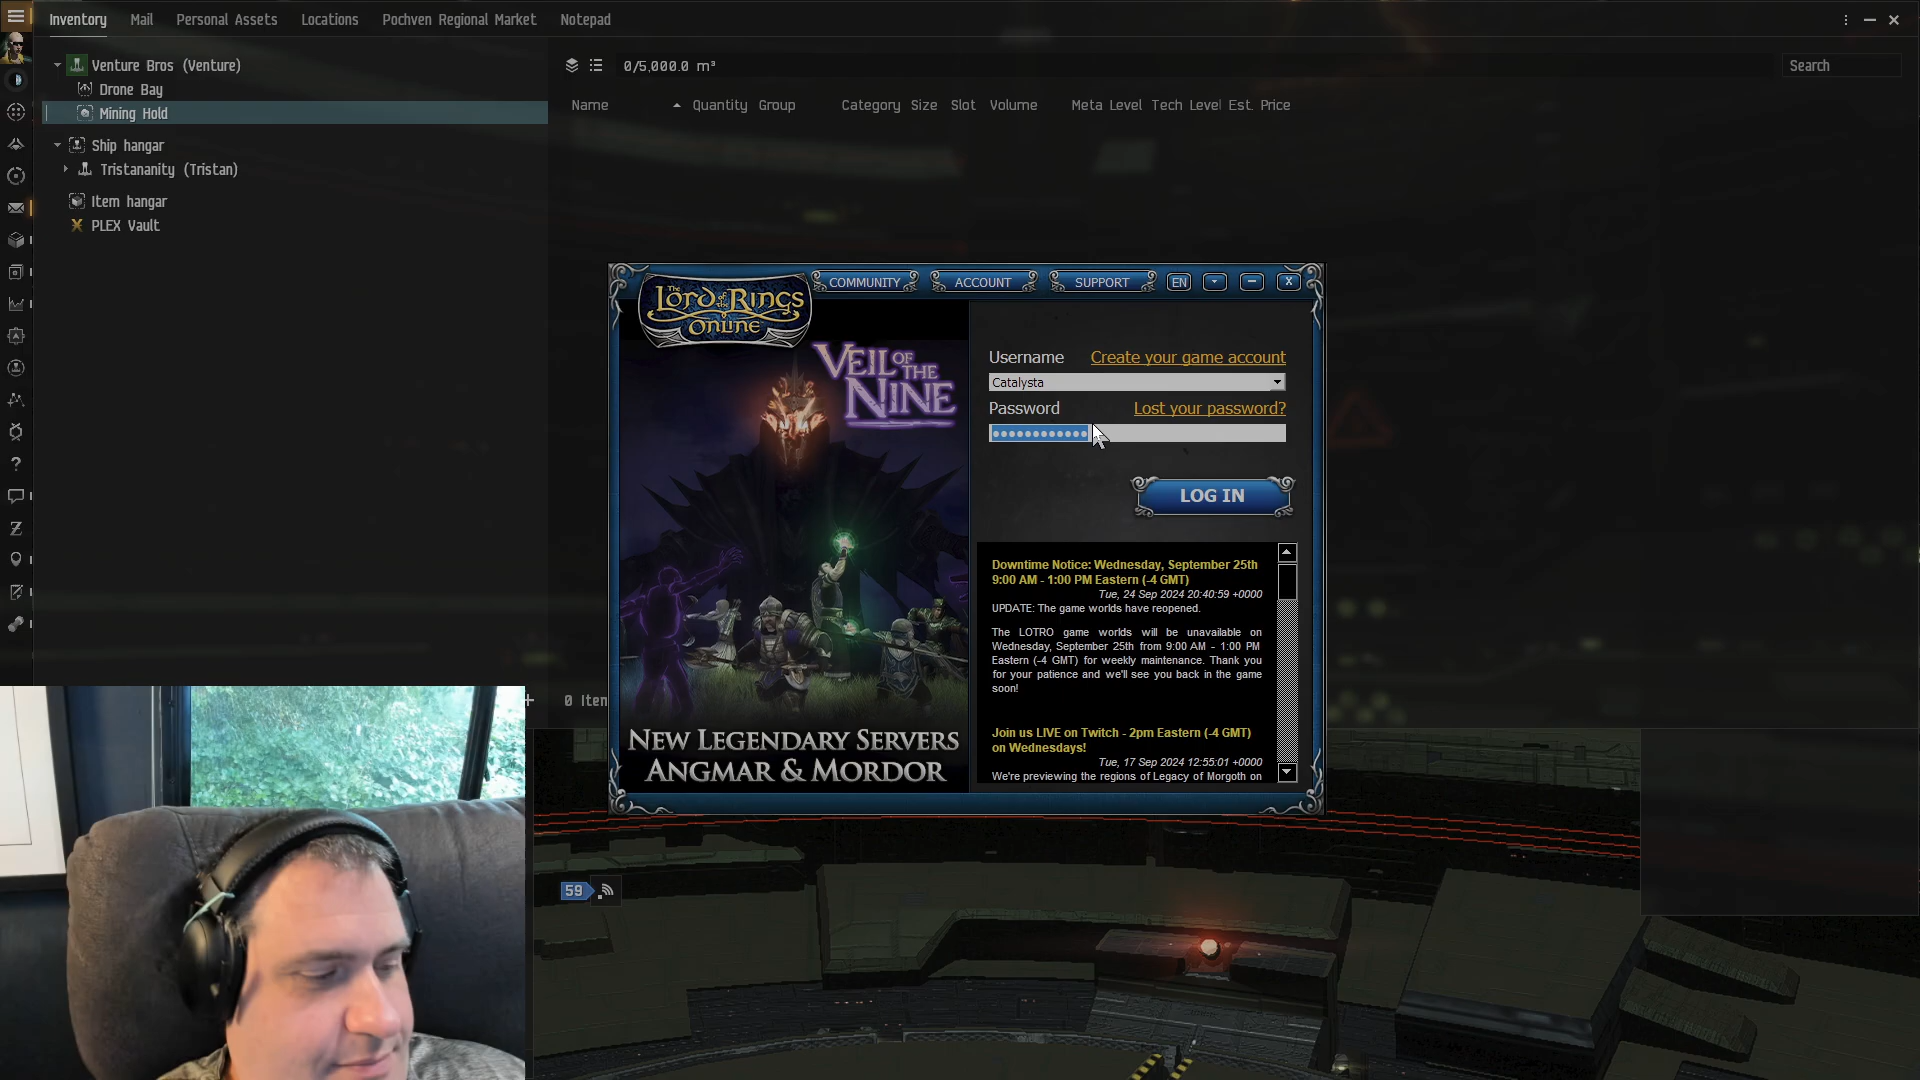 Inventory
Mail
Personal Assets
Locations
Pochven Regional Market
Notepad
Venture Bros (Venture)
Drone Bay
Mining Hold
Ship hangar
Tristananity (Tristan)
Item hangar
PLEX Vault
0/5,000.0 m³
Search
Name Quantity Group Category Size Slot Volume Meta Level Tech Level Est. Price
The Lord of the Rings Online
COMMUNITY
ACCOUNT
SUPPORT
EN
X
VEIL OF THE NINE
NEW LEGENDARY SERVERS
ANGMAR & MORDOR
Username Create your game account
Catalysta
Password Lost your password?
LOG IN
Downtime Notice: Wednesday, September 25th
9:00 AM - 1:00 PM Eastern (-4 GMT)
Tue, 24 Sep 2024 20:40:59 +0000
UPDATE: The game worlds have reopened.
The LOTRO game worlds will be unavailable on
Wednesday, September 25th from 9:00 AM - 1:00 PM
Eastern (-4 GMT) for weekly maintenance. Thank you
for your patience and we'll see you back in the game
soon!
Join us LIVE on Twitch - 2pm Eastern (-4 GMT)
on Wednesdays!
Tue, 17 Sep 2024 12:55:01 +0000
We're previewing the regions of Legacy of Morgoth on
0 Iten
59